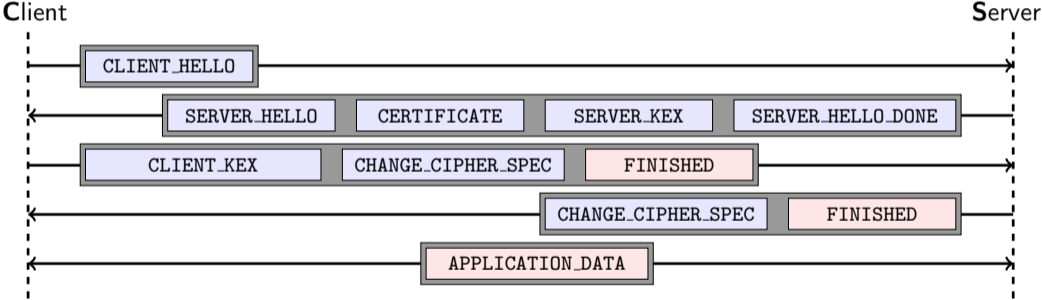 Client Server
CLIENT_HELLO
SERVER_HELLO CERTIFICATE SERVER_KEX SERVER_HELLO_DONE
CLIENT_KEX CHANGE_CIPHER_SPEC FINISHED
CHANGE_CIPHER_SPEC FINISHED
APPLICATION_DATA